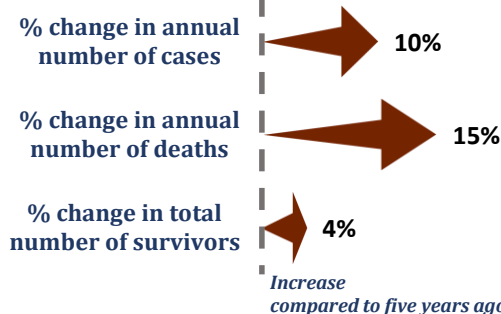 % change in annual
number of cases
10%
% change in annual
number of deaths
15%
% change in total
number of survivors
4%
Increase
compared to five years ago